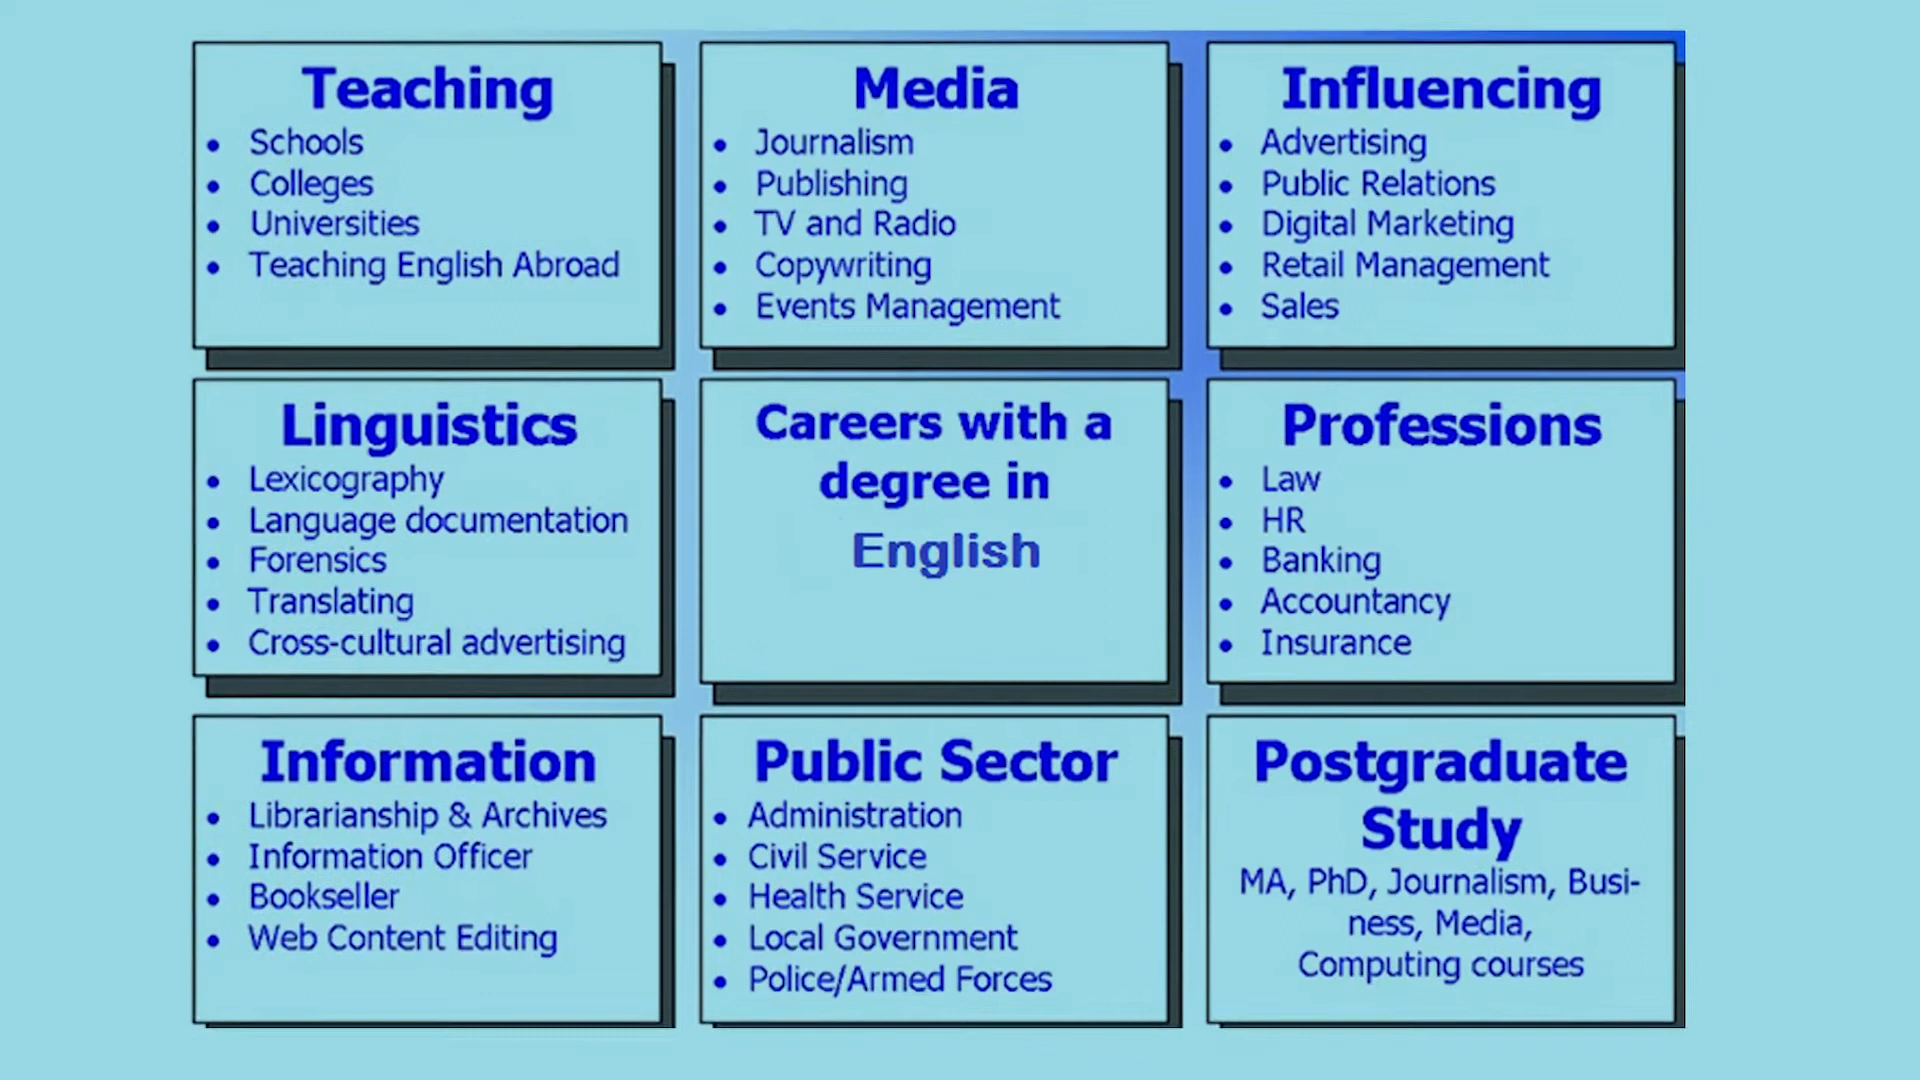 Teaching
• Schools
• Colleges
• Universities
• Teaching English Abroad
Media
• Journalism
• Publishing
• TV and Radio
• Copywriting
• Events Management
Influencing
• Advertising
• Public Relations
• Digital Marketing
• Retail Management
• Sales
Linguistics
• Lexicography
• Language documentation
• Forensics
• Translating
• Cross-cultural advertising
Careers with a
degree in
English
Professions
• Law
• HR
• Banking
• Accountancy
• Insurance
Information
• Librarianship & Archives
• Information Officer
• Bookseller
• Web Content Editing
Public Sector
• Administration
• Civil Service
• Health Service
• Local Government
• Police/Armed Forces
Postgraduate
Study
MA, PhD, Journalism, Busi-
ness, Media,
Computing courses